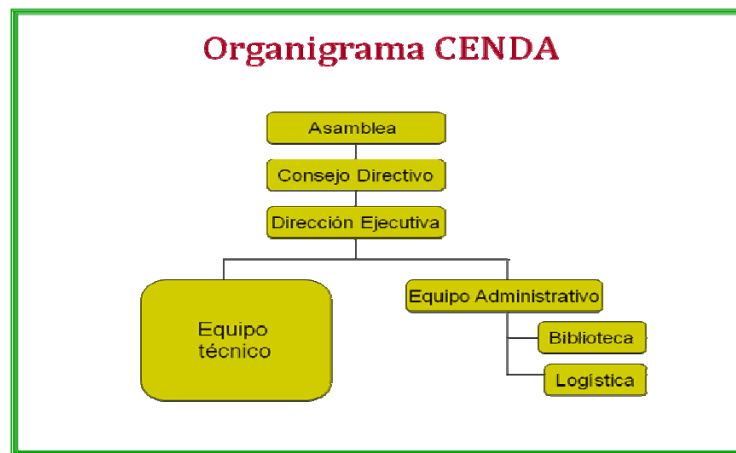 Organigrama CENDA
Asamblea
Consejo Directivo
Dirección Ejecutiva
Equipo
técnico
Equipo Administrativo
Biblioteca
Logística